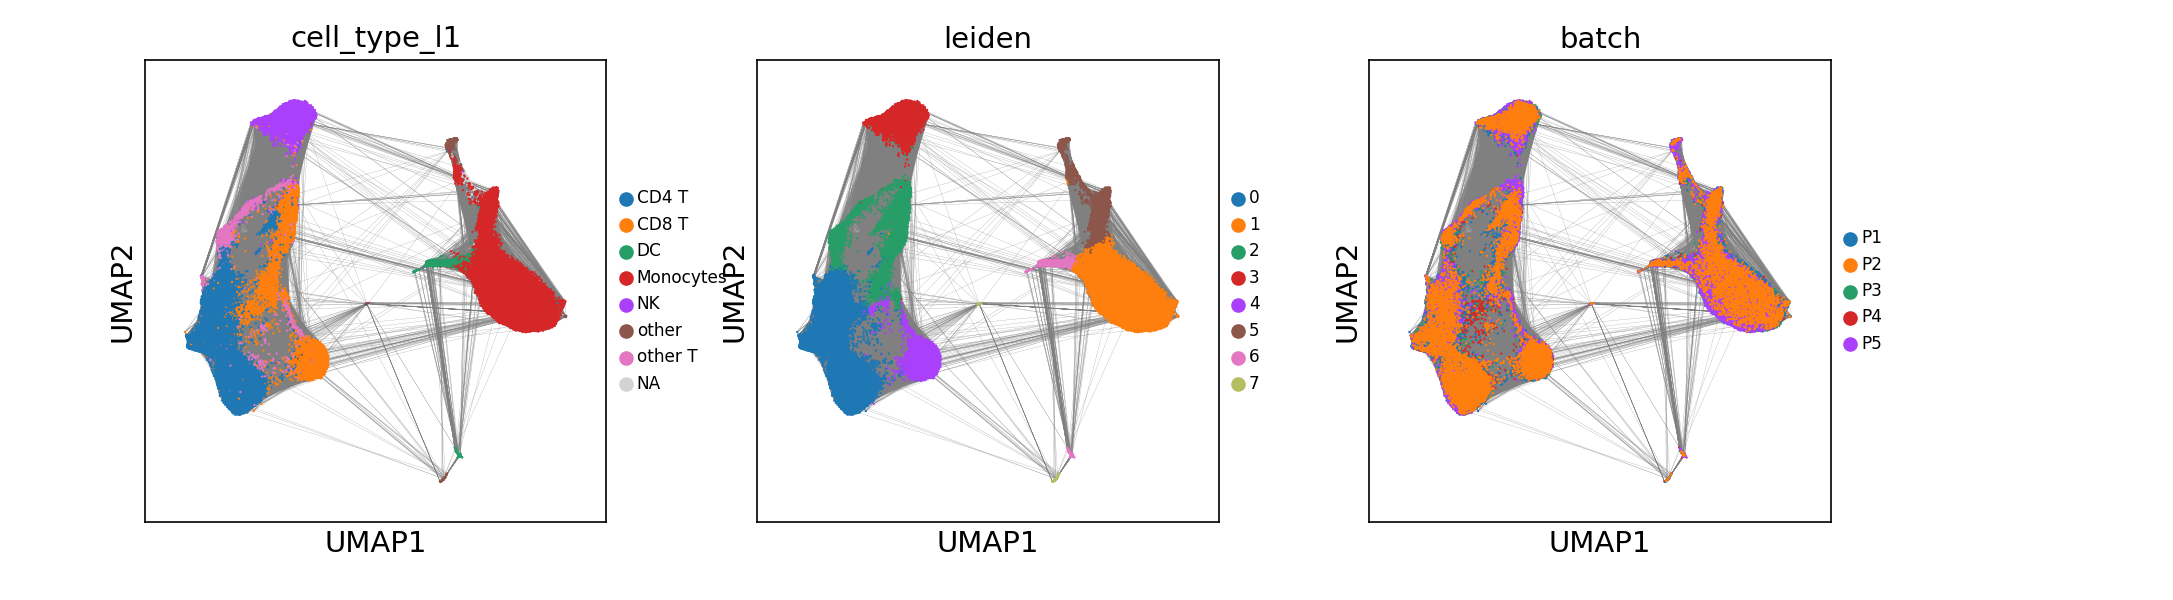 cell_type_l1
leiden
batch
UMAP2
UMAP1
CD4 T
CD8 T
DC
Monocytes
NK
other
other T
NA
UMAP2
UMAP1
0
1
2
3
4
5
6
7
UMAP2
UMAP1
P1
P2
P3
P4
P5